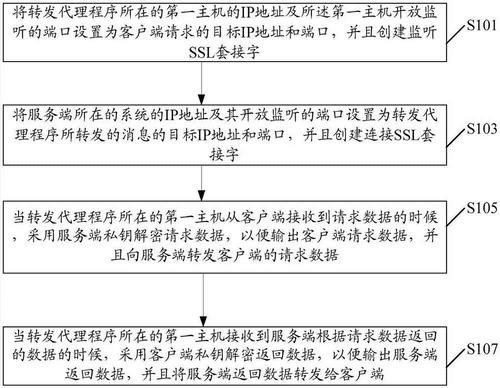 将转发代理程序所在的第一主机的IP地址及所述第一主机开放监
听的端口设置为客户端请求的目标IP地址和端口，并且创建监听
SSL套接字
S101
将服务端所在的系统的IP地址及其开放监听的端口设置为转发代
理程序所转发的消息的目标IP地址和端口，并且创建连接SSL套
接字
S103
当转发代理程序所在的第一主机从客户端接收到请求数据的时候
，采用服务端私钥解密请求数据，以便输出客户端请求数据，并
且向服务端转发客户端的请求数据
S105
当转发代理程序所在的第一主机接收到服务端根据请求数据返回
的数据的时候，采用客户端私钥解密返回数据，以便输出服务端
返回数据，并且将服务端返回数据转发给客户端
S107